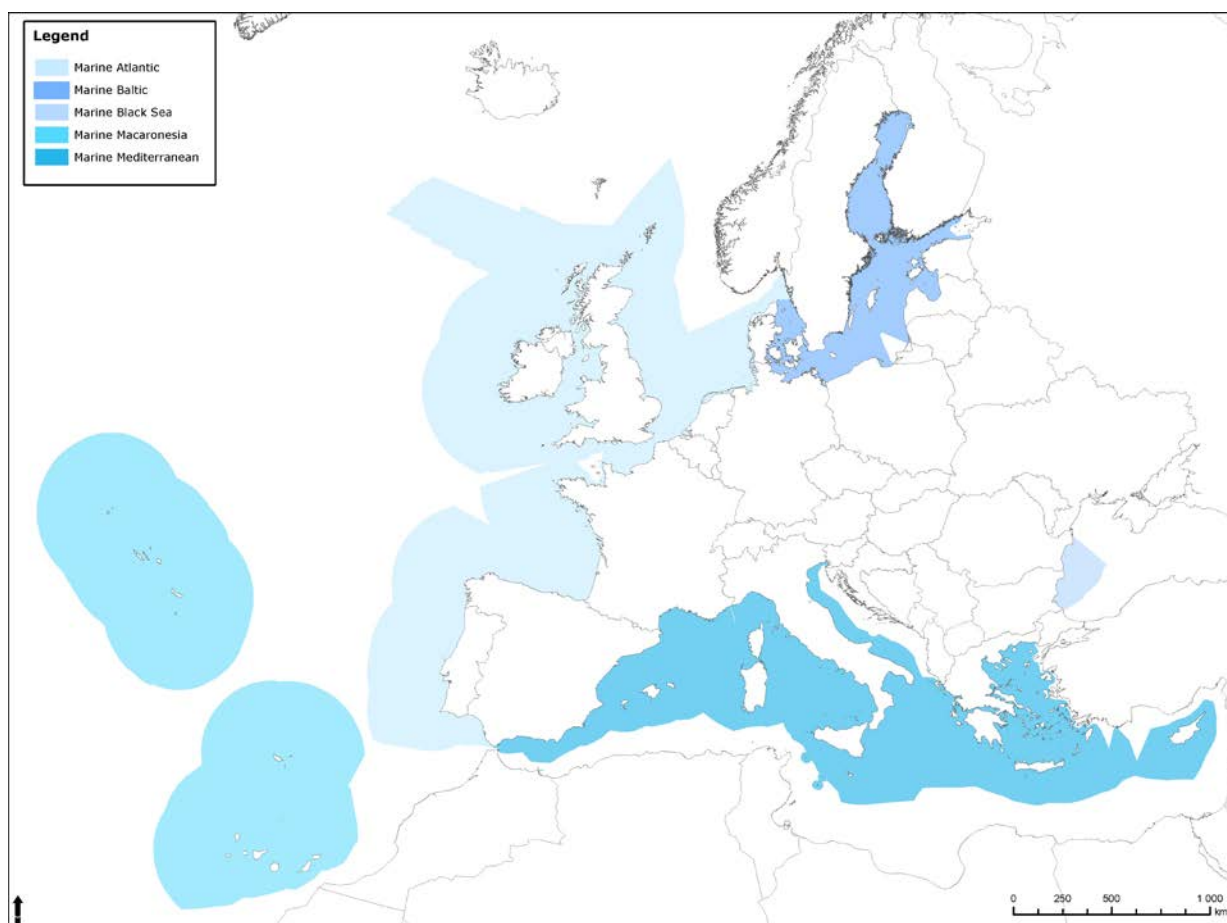 Legend
Marine Atlantic
Marine Baltic
Marine Black Sea
Marine Macaronesia
Marine Mediterranean
0 250 500 1 000
km